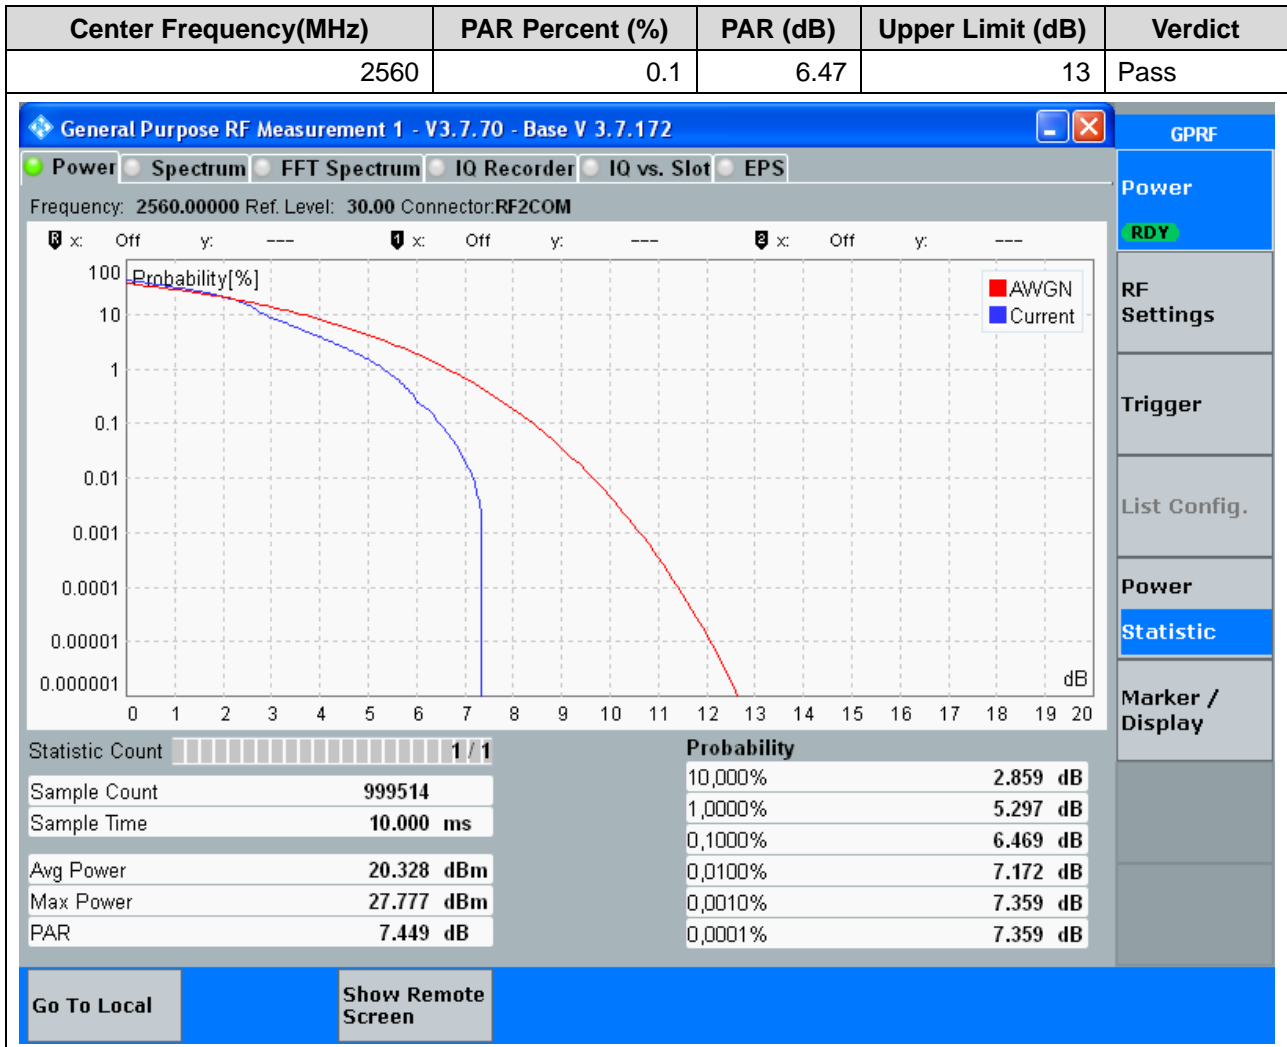 Center Frequency(MHz) PAR Percent (%) PAR (dB) Upper Limit (dB) Verdict
2560 0.1 6.47 13 Pass
General Purpose RF Measurement 1 - V3.7.70 - Base V 3.7.172
GPRF
Power Spectrum FFT Spectrum IQ Recorder IQ vs. Slot EPS
Frequency: 2560.00000 Ref. Level: 30.00 Connector:RF2COM
R x: Off y: --- 1 x: Off y: --- 2 x: Off y: ---
Probability[%]
100
10
1
0.1
0.01
0.001
0.0001
0.00001
0.000001
AWGN
Current
dB
0 1 2 3 4 5 6 7 8 9 10 11 12 13 14 15 16 17 18 19 20
Power
RDY
RF
Settings
Trigger
List Config.
Power
Statistic
Marker /
Display
Statistic Count 1 / 1
Sample Count 999514
Sample Time 10.000 ms
Avg Power 20.328 dBm
Max Power 27.777 dBm
PAR 7.449 dB
Probability
10,000% 2.859 dB
1,0000% 5.297 dB
0,1000% 6.469 dB
0,0100% 7.172 dB
0,0010% 7.359 dB
0,0001% 7.359 dB
Go To Local
Show Remote
Screen